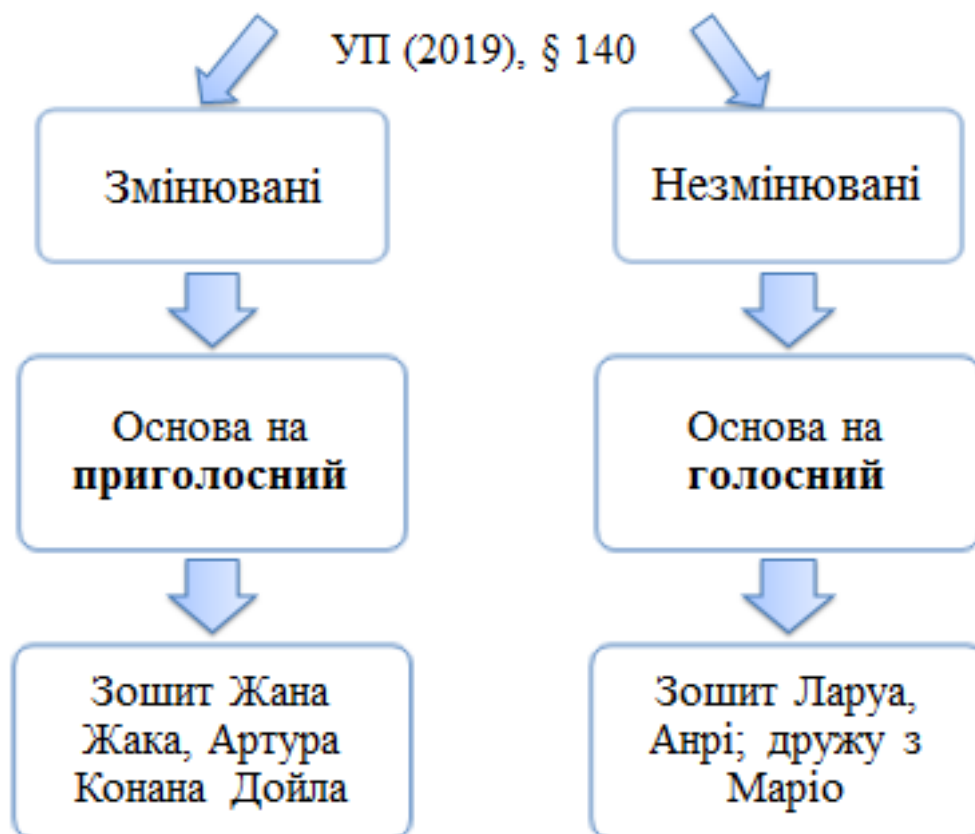 УП (2019), § 140
Змінювані
Незмінювані
Основа на
приголосний
Основа на
голосний
Зошит Жана
Жака, Артура
Конана Дойла
Зошит Ларуа,
Анрі; дружу з
Маріо